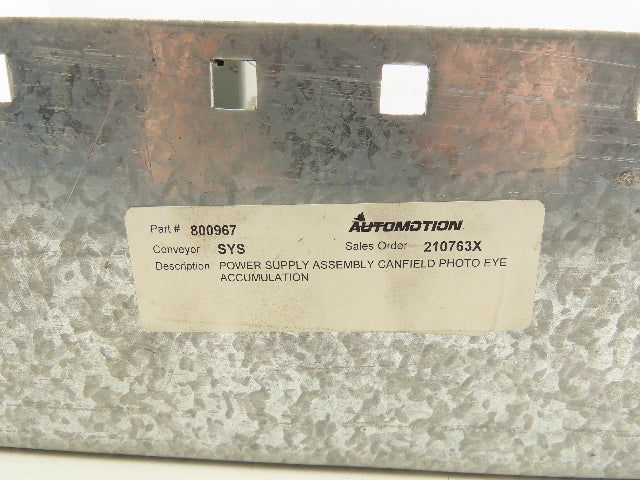 Part # 800967 AUTOMOTION
Conveyor SYS Sales Order 210763X
Description POWER SUPPLY ASSEMBLY CANFIELD PHOTO EYE
ACCUMULATION